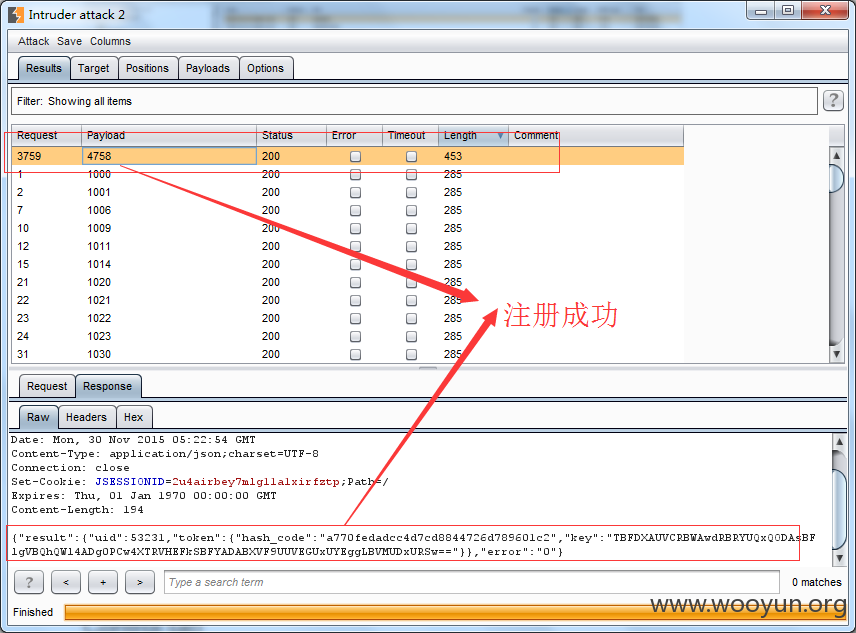 Intruder attack 2
Attack Save Columns
Results Target Positions Payloads Options
Filter: Showing all items
?
Request Payload Status Error Timeout Length Comment
3759 4758 200 453
1 1000 200 285
2 1001 200 285
7 1006 200 285
10 1009 200 285
12 1011 200 285
15 1014 200 285
21 1020 200 285
22 1021 200 285
23 1022 200 285
24 1023 200 285
31 1030 200 285
注册成功
Request Response
Raw Headers Hex
Date: Mon, 30 Nov 2015 05:22:54 GMT
Content-Type: application/json;charset=UTF-8
Connection: close
Set-Cookie: JSESSIONID=2u4airbey7mlgllalxirfztp;Path=/
Expires: Thu, 01 Jan 1970 00:00:00 GMT
Content-Length: 194
{"result":{"uid":53231,"token":{"hash_code":"a770fedadcc4d7cd8844726d789601c2","key":"TBFDXAUVCRBWAwdRBRYUQxQODAsBF
lgVBQhQWl4ADg0PCw4XTRVHEFkSBFYADABXVF9UUVEGUxUYEggLBVMUDxURSw=="}},"error":"0"}
? < + > Type a search term 0 matches
Finished
www.wooyun.org